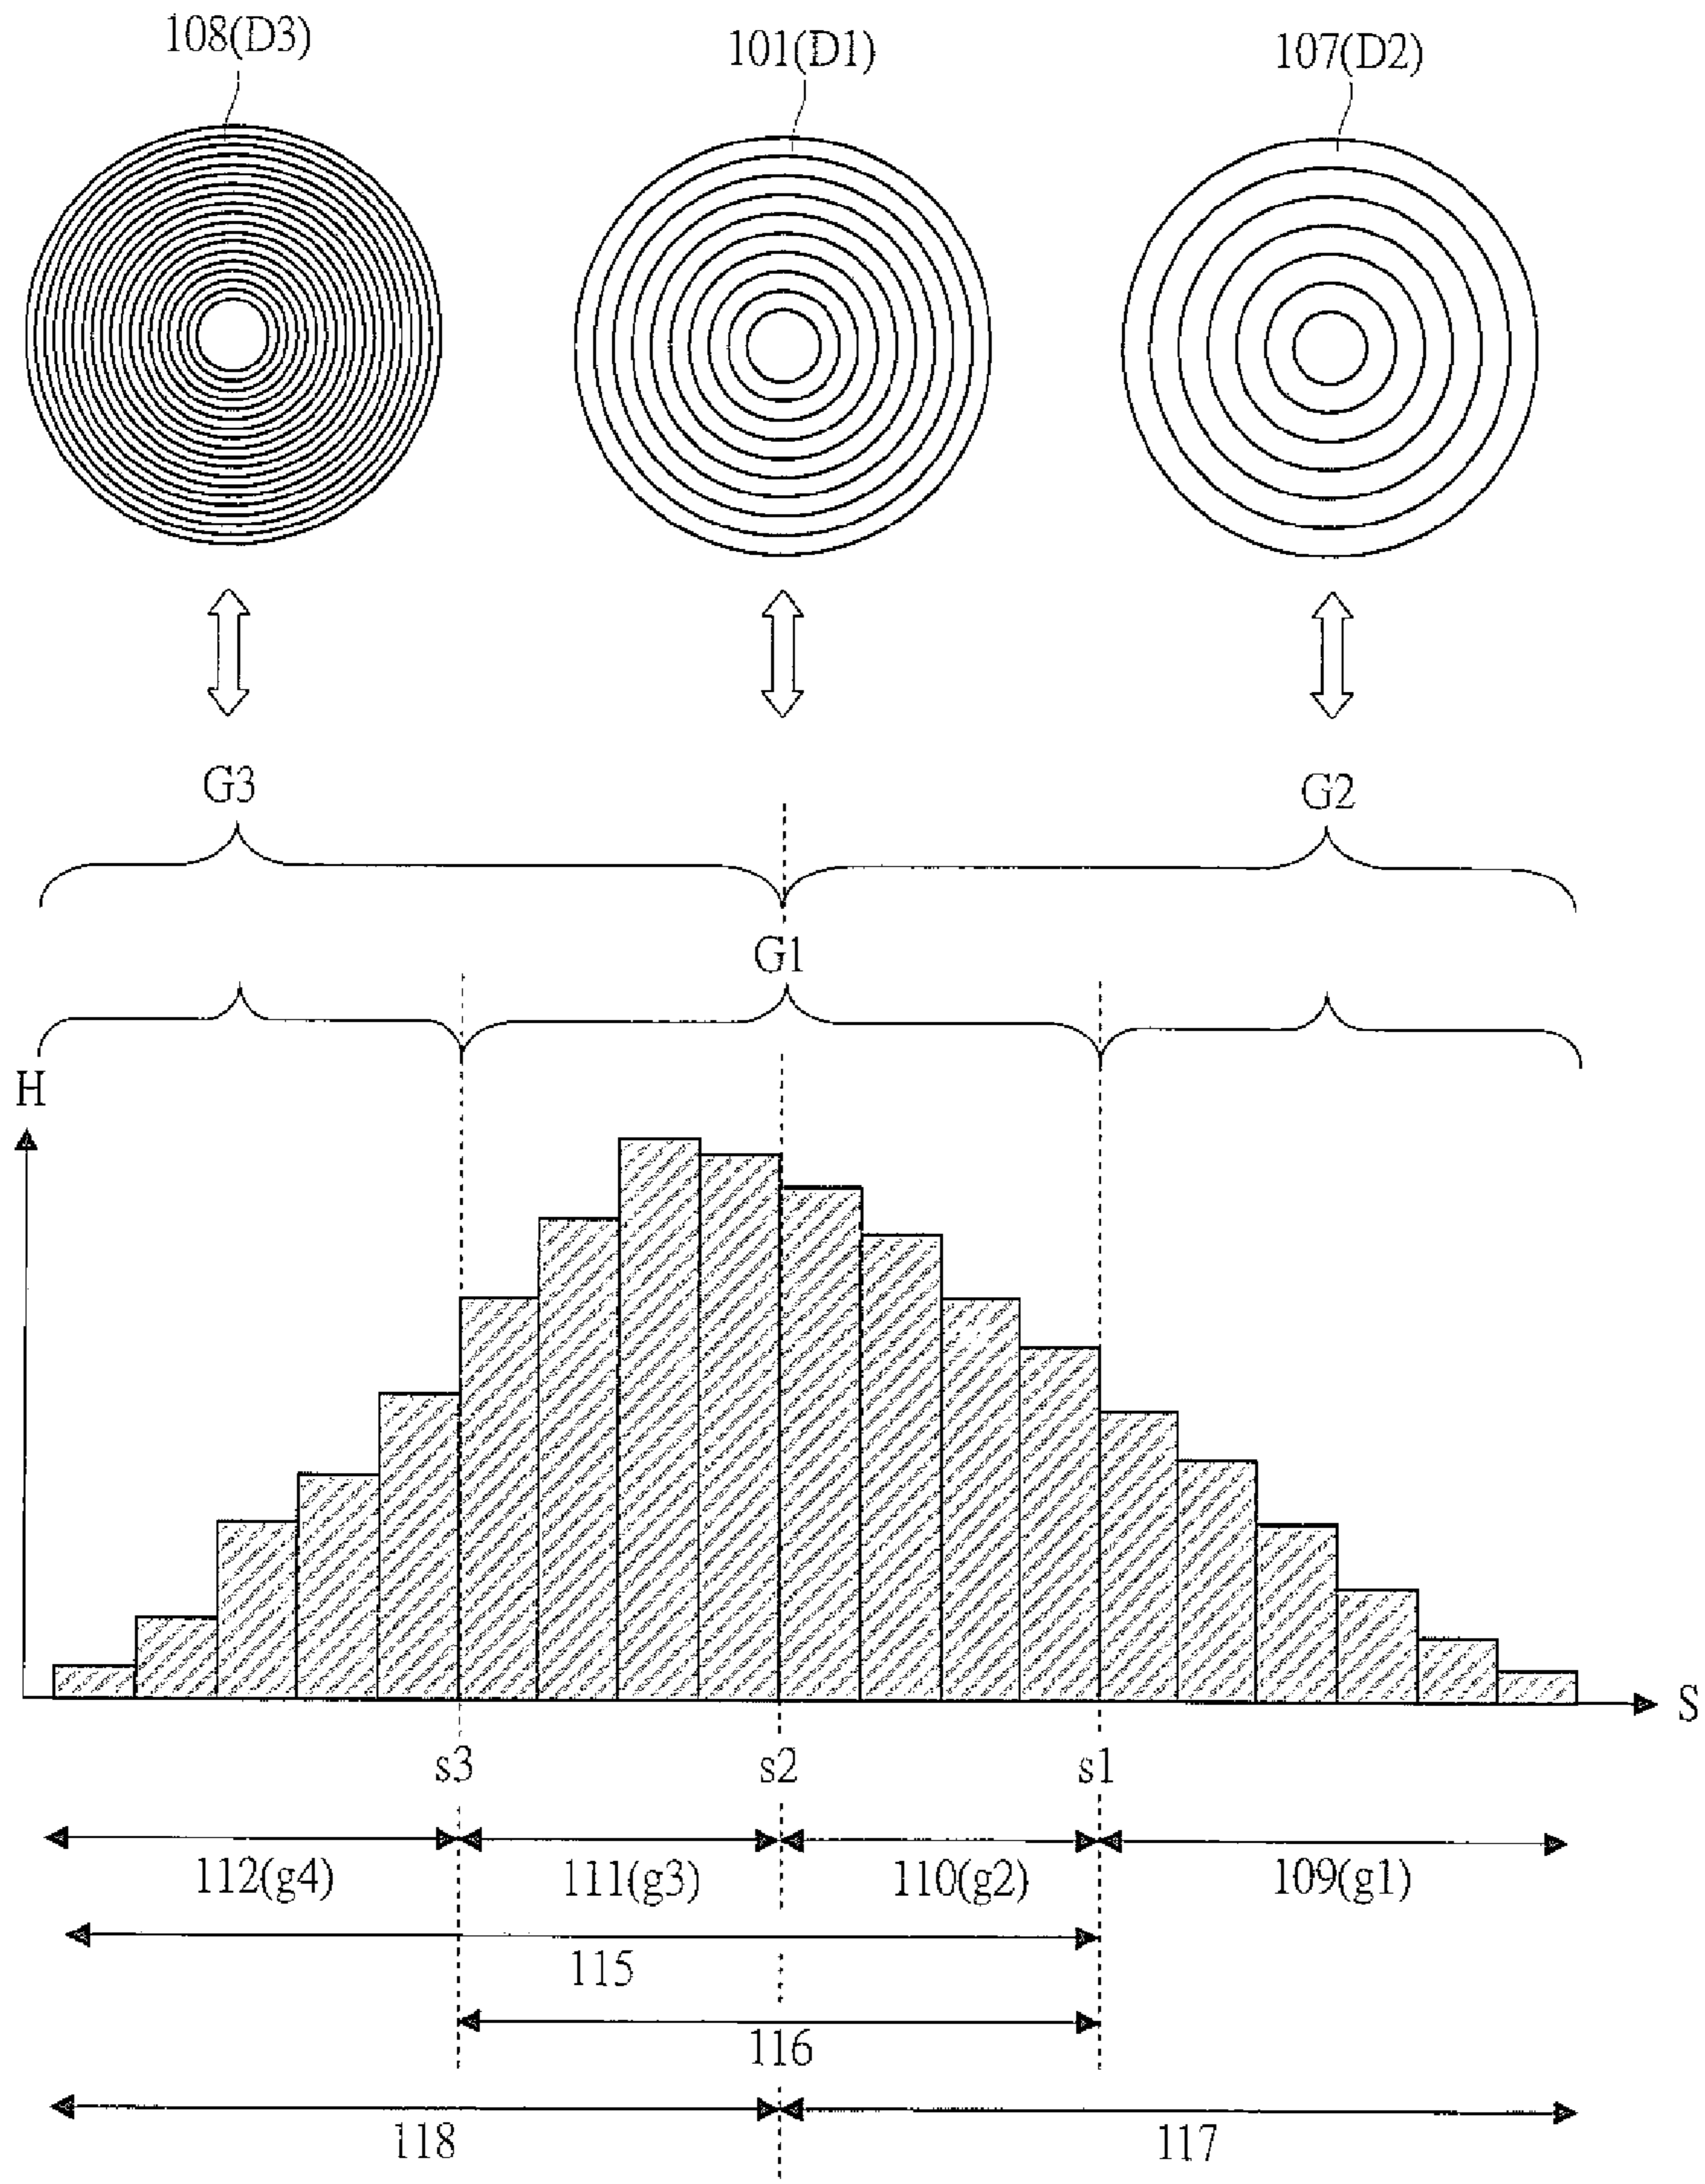 108(D3)
101(D1)
107(D2)
G3
G2
G1
H
S
s3
s2
s1
112(g4)
111(g3)
110(g2)
109(g1)
115
116
118
117